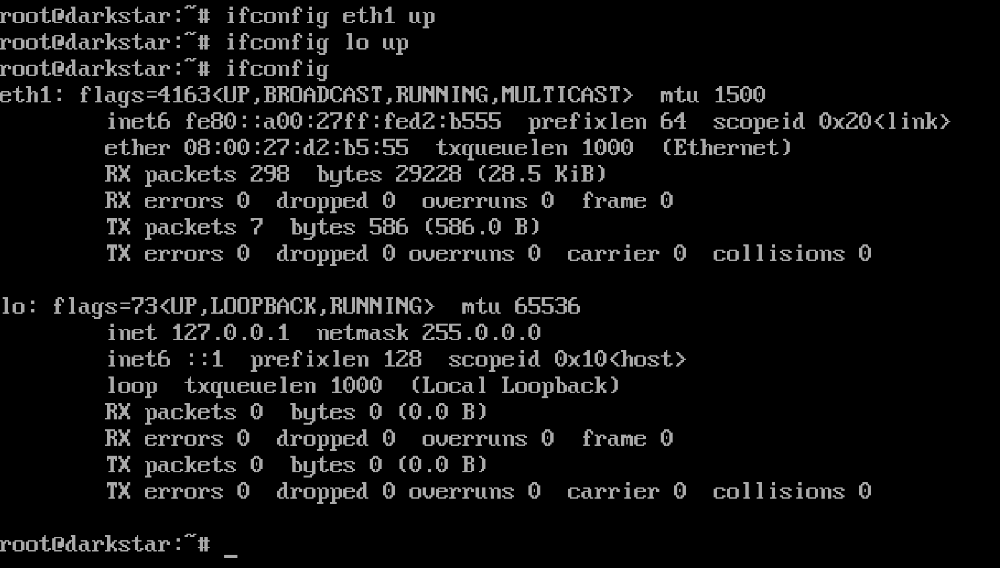 root@darkstar:~# ifconfig eth1 up
root@darkstar:~# ifconfig lo up
root@darkstar:~# ifconfig
eth1: flags=4163<UP,BROADCAST,RUNNING,MULTICAST>  mtu 1500
        inet6 fe80::a00:27ff:fed2:b555  prefixlen 64  scopeid 0x20<link>
        ether 08:00:27:d2:b5:55  txqueuelen 1000  (Ethernet)
        RX packets 298  bytes 29228 (28.5 KiB)
        RX errors 0  dropped 0  overruns 0  frame 0
        TX packets 7  bytes 586 (586.0 B)
        TX errors 0  dropped 0 overruns 0  carrier 0  collisions 0

lo: flags=73<UP,LOOPBACK,RUNNING>  mtu 65536
        inet 127.0.0.1  netmask 255.0.0.0
        inet6 ::1  prefixlen 128  scopeid 0x10<host>
        loop  txqueuelen 1000  (Local Loopback)
        RX packets 0  bytes 0 (0.0 B)
        RX errors 0  dropped 0  overruns 0  frame 0
        TX packets 0  bytes 0 (0.0 B)
        TX errors 0  dropped 0 overruns 0  carrier 0  collisions 0

root@darkstar:~# _